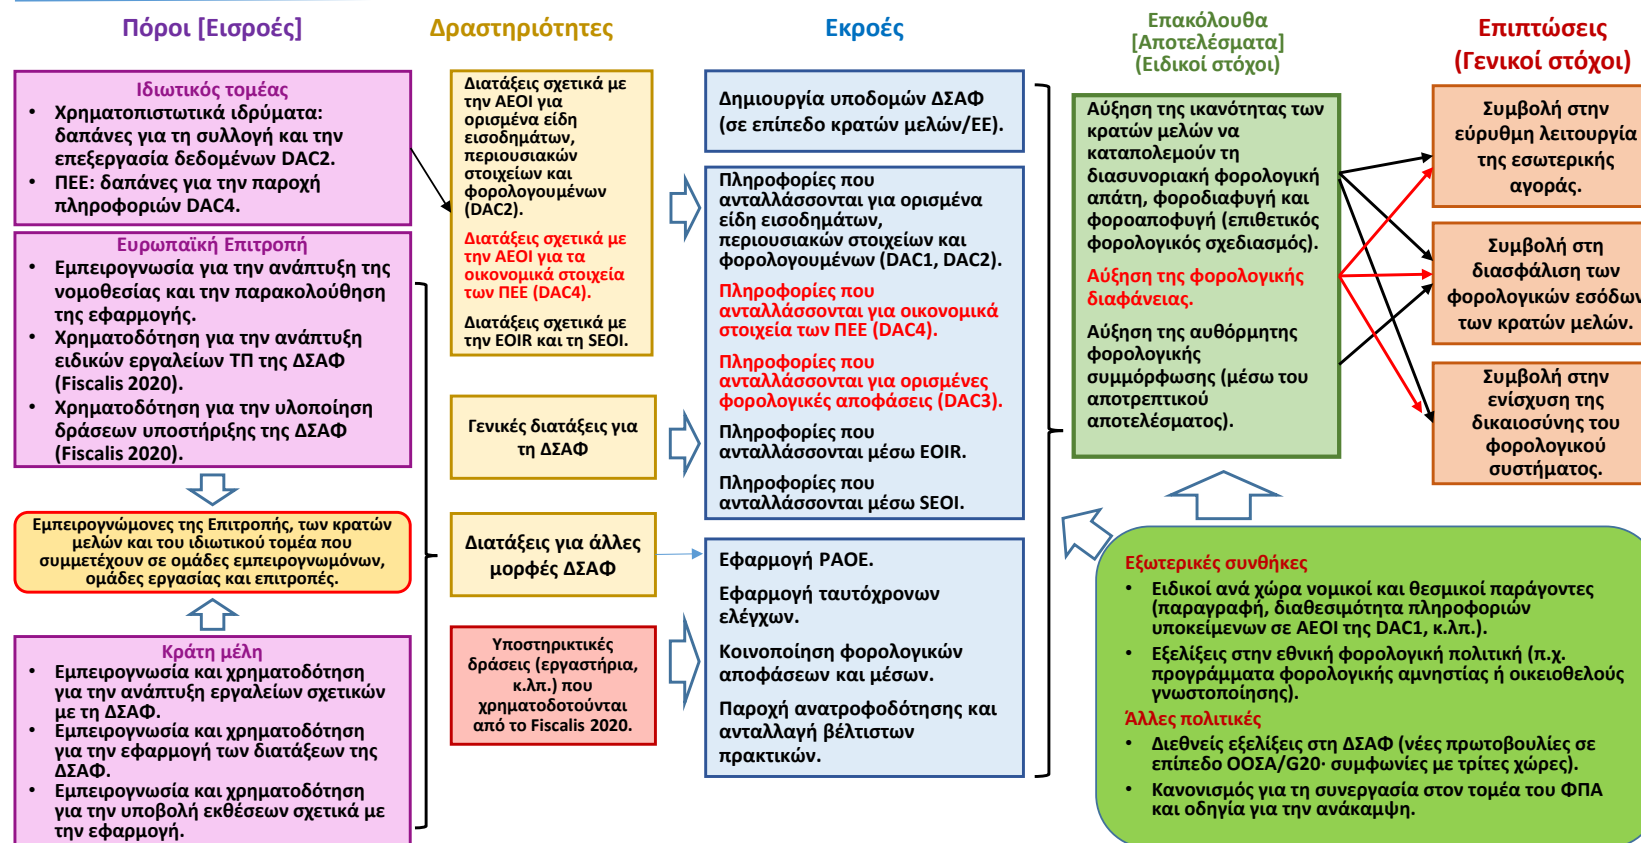 Πόροι [Εισροές]
Ιδιωτικός τομέας
• Χρηματοπιστωτικά ιδρύματα:
δαπάνες για τη συλλογή και την
επεξεργασία δεδομένων DAC2.
• ΠΕΕ: δαπάνες για την παροχή
πληροφοριών DAC4.
Ευρωπαϊκή Επιτροπή
• Εμπειρογνωσία για την ανάπτυξη της
νομοθεσίας και την παρακολούθηση
της εφαρμογής.
• Χρηματοδότηση για την ανάπτυξη
ειδικών εργαλείων ΤΠ της ΔΣΑΦ
(Fiscalis 2020).
• Χρηματοδότηση για την υλοποίηση
δράσεων υποστήριξης της ΔΣΑΦ
(Fiscalis 2020).
Εμπειρογνώμονες της Επιτροπής, των κρατών
μελών και του ιδιωτικού τομέα που
συμμετέχουν σε ομάδες εμπειρογνωμόνων,
ομάδες εργασίας και επιτροπές.
Κράτη μέλη
• Εμπειρογνωσία και χρηματοδότηση
για την ανάπτυξη εργαλείων σχετικών
με τη ΔΣΑΦ.
• Εμπειρογνωσία και χρηματοδότηση
για την εφαρμογή των διατάξεων της
ΔΣΑΦ.
• Εμπειρογνωσία και χρηματοδότηση
για την υποβολή εκθέσεων σχετικά με
την εφαρμογή.
Δραστηριότητες
Διατάξεις σχετικά με
την AEOI για
ορισμένα είδη
εισοδημάτων,
περιουσιακών
στοιχείων και
φορολογουμένων
(DAC2).
Διατάξεις σχετικά με
την AEOI για τα
οικονομικά στοιχεία
των ΠΕΕ (DAC4).
Διατάξεις σχετικά με
την EOIR και τη SEOI.
Γενικές διατάξεις για
τη ΔΣΑΦ
Διατάξεις για άλλες
μορφές ΔΣΑΦ
Υποστηρικτικές
δράσεις (εργαστήρια,
κ.λπ.) που
χρηματοδοτούνται
από το Fiscalis 2020.
Εκροές
Δημιουργία υποδομών ΔΣΑΦ
(σε επίπεδο κρατών μελών/ΕΕ).
Πληροφορίες που
ανταλλάσσονται για ορισμένα
είδη εισοδημάτων,
περιουσιακών στοιχείων και
φορολογουμένων (DAC1, DAC2).
Πληροφορίες που
ανταλλάσσονται για οικονομικά
στοιχεία των ΠΕΕ (DAC4).
Πληροφορίες που
ανταλλάσσονται για ορισμένες
φορολογικές αποφάσεις (DAC3).
Πληροφορίες που
ανταλλάσσονται μέσω EOIR.
Πληροφορίες που
ανταλλάσσονται μέσω SEOI.
Εφαρμογή PAOE.
Εφαρμογή ταυτόχρονων
ελέγχων.
Κοινοποίηση φορολογικών
αποφάσεων και μέσων.
Παροχή ανατροφοδότησης και
ανταλλαγή βέλτιστων
πρακτικών.
Επακόλουθα
[Αποτελέσματα]
(Ειδικοί στόχοι)
Αύξηση της ικανότητας των
κρατών μελών να
καταπολεμούν τη
διασυνοριακή φορολογική
απάτη, φοροδιαφυγή και
φοροαποφυγή (επιθετικός
φορολογικός σχεδιασμός).
Αύξηση της φορολογικής
διαφάνειας.
Αύξηση της αυθόρμητης
φορολογικής
συμμόρφωσης (μέσω του
αποτρεπτικού
αποτελέσματος).
Επιπτώσεις
(Γενικοί στόχοι)
Συμβολή στην
εύρυθμη λειτουργία
της εσωτερικής
αγοράς.
Συμβολή στη
διασφάλιση των
φορολογικών εσόδων
των κρατών μελών.
Συμβολή στην
ενίσχυση της
δικαιοσύνης του
φορολογικού
συστήματος.
Εξωτερικές συνθήκες
• Ειδικοί ανά χώρα νομικοί και θεσμικοί παράγοντες
(παραγραφή, διαθεσιμότητα πληροφοριών
υποκείμενων σε AEOI της DAC1, κ.λπ.).
• Εξελίξεις στην εθνική φορολογική πολιτική (π.χ.
προγράμματα φορολογικής αμνηστίας ή οικειοθελούς
γνωστοποίησης).
Άλλες πολιτικές
• Διεθνείς εξελίξεις στη ΔΣΑΦ (νέες πρωτοβουλίες σε
επίπεδο ΟΟΣΑ/G20· συμφωνίες με τρίτες χώρες).
• Κανονισμός για τη συνεργασία στον τομέα του ΦΠΑ
και οδηγία για την ανάκαμψη.